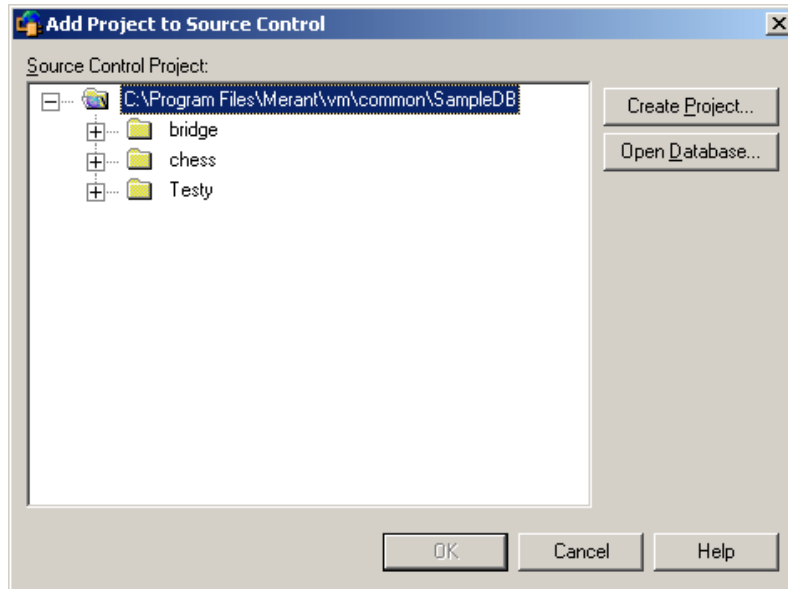 Add Project to Source Control
Source Control Project:
C:\Program Files\Merant\vm\common\SampleDB
bridge
chess
Testy
Create Project...
Open Database...
OK
Cancel
Help